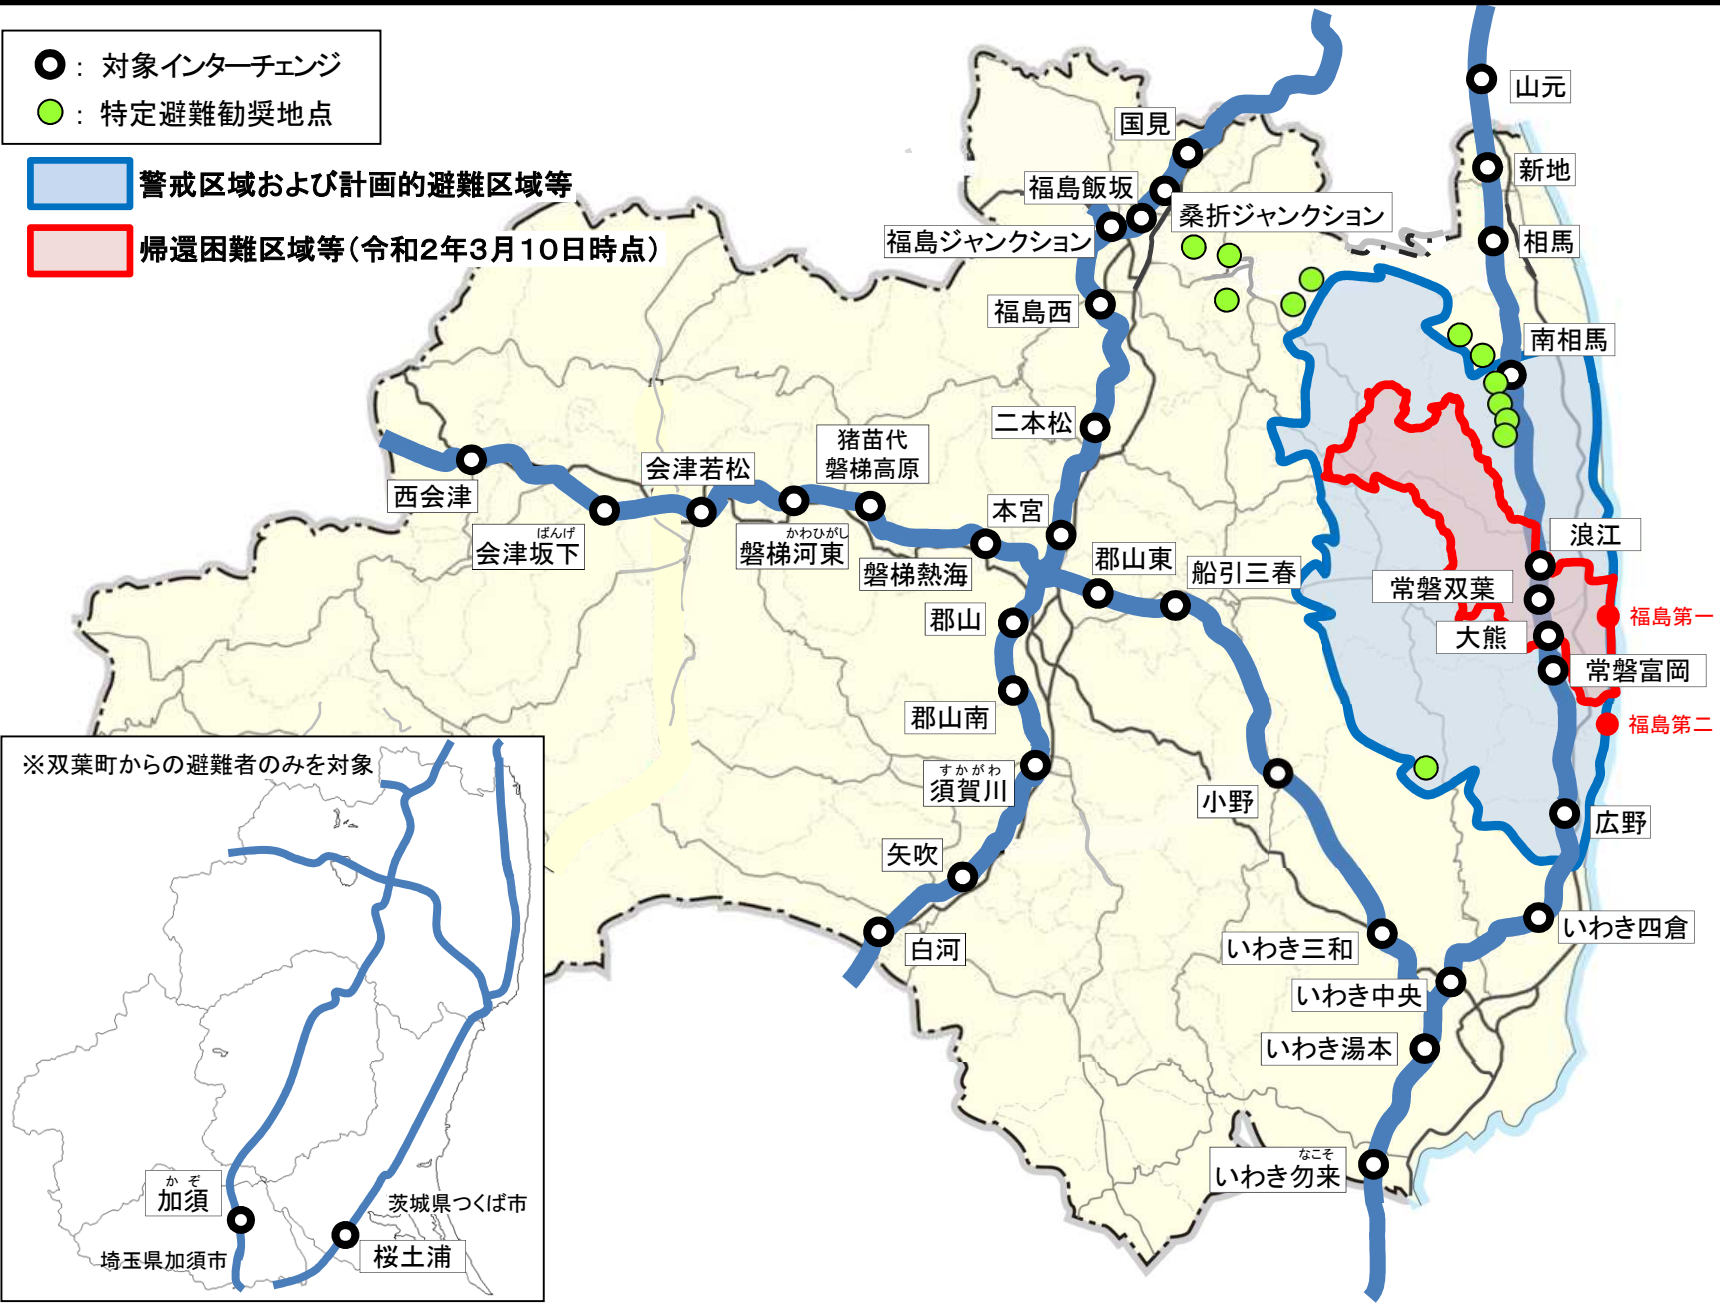 ：対象インターチェンジ
：特定避難勧奨地点
警戒区域および計画的避難区域等
帰還困難区域等（令和２年３月１０日時点）
山元
国見
新地
福島飯坂
桑折ジャンクション
福島ジャンクション
相馬
福島西
南相馬
二本松
猪苗代
磐梯高原
会津若松
西会津
本宮
ばんげ
会津坂下
かわひがし
磐梯河東
磐梯熱海
郡山東
船引三春
浪江
常磐双葉
郡山
福島第一
大熊
常磐富岡
郡山南
福島第二
すかがわ
須賀川
小野
広野
矢吹
白河
いわき三和
いわき四倉
いわき中央
いわき湯本
なこそ
いわき勿来
※双葉町からの避難者のみを対象
かぞ
加須
茨城県つくば市
埼玉県加須市
桜土浦